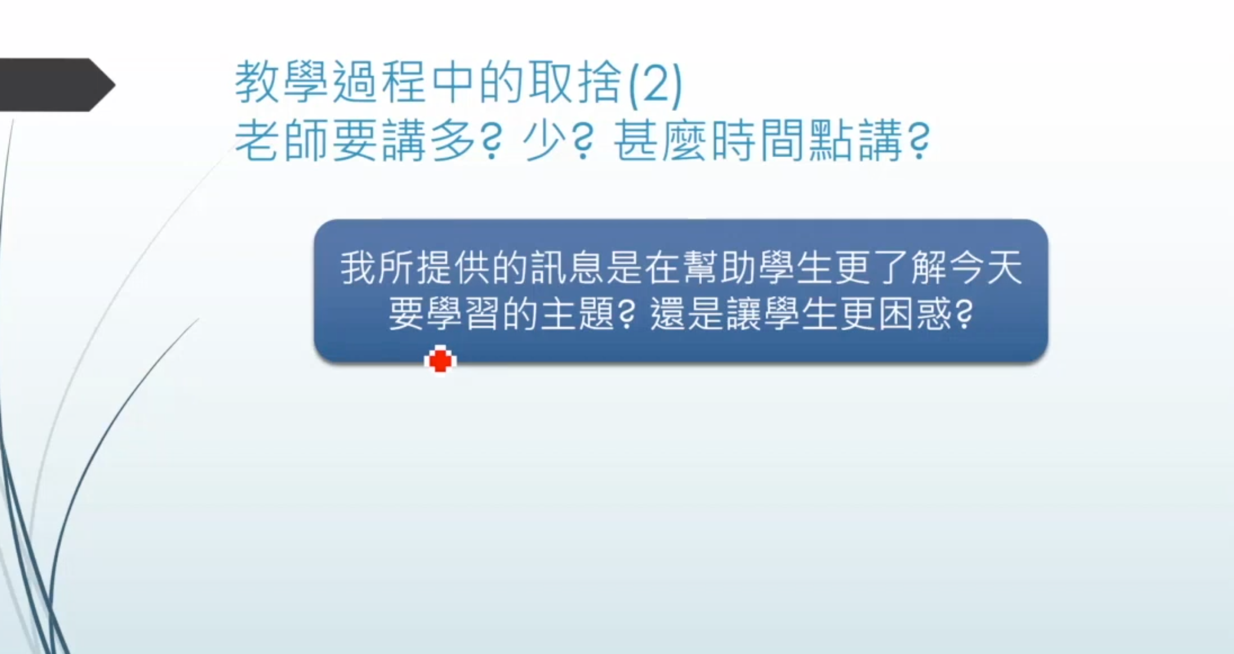 教學過程中的取捨(2)
老師要講多? 少? 甚麼時間點講?
我所提供的訊息是在幫助學生更了解今天
要學習的主題? 還是讓學生更困惑?